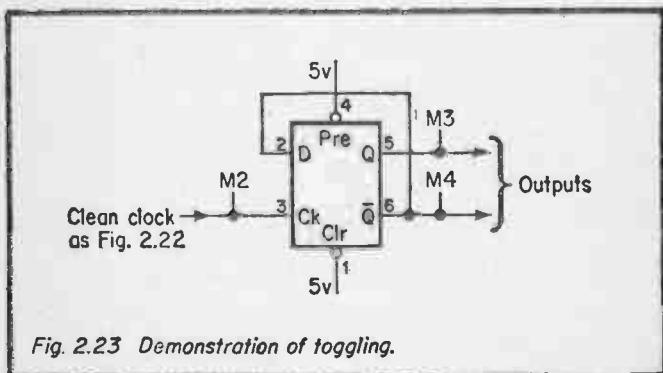 5v
4
M3
Pre
2
D
Q
5
M2
M4
Outputs
Clean clock
3
Ck
Q̅
6
as Fig. 2.22
Clr
1
5v
Fig. 2.23 Demonstration of toggling.